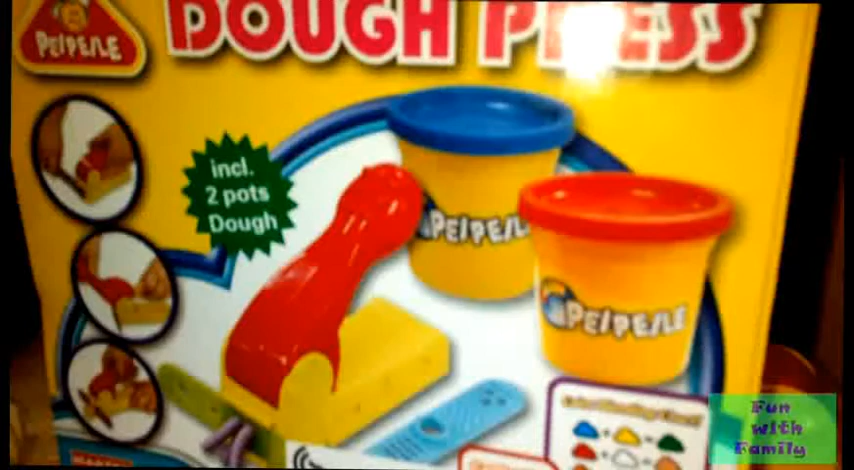 PEIPEILE
DOUGH PRESS
incl.
2 pots
Dough
PEIPEILE
PEIPEILE
Fun
with
Family